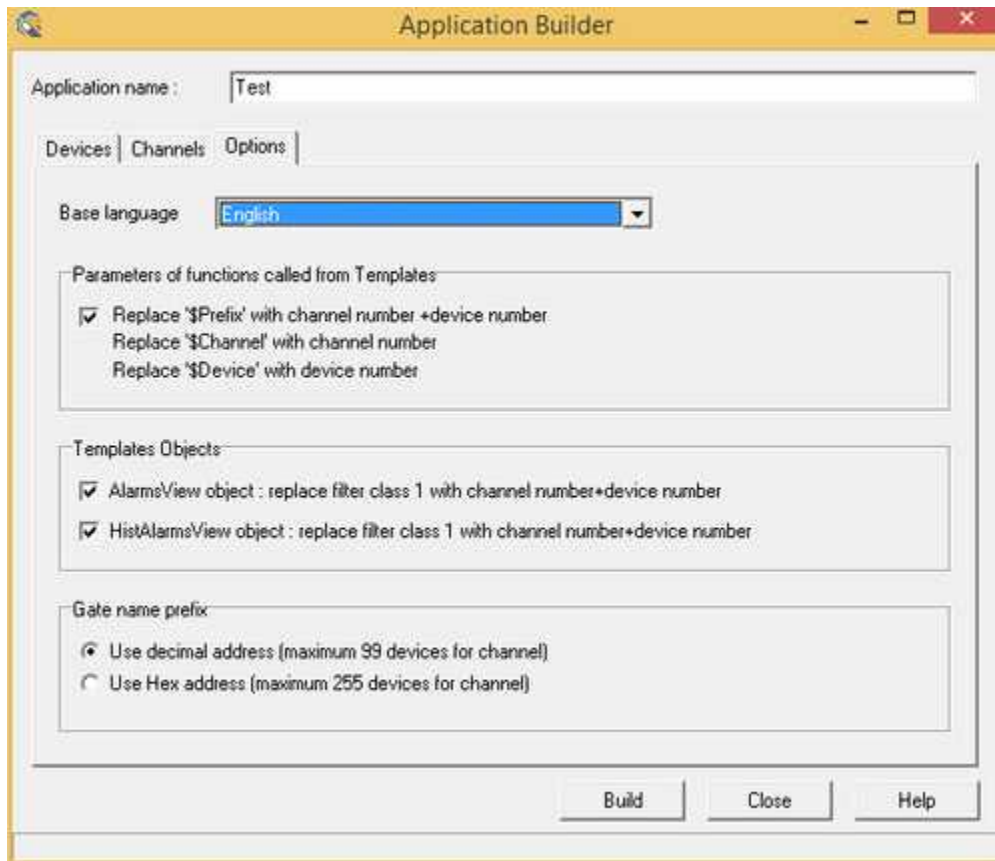 Application Builder
Application name : Test
Devices Channels Options
Base language English
Parameters of functions called from Templates
Replace '$Prefix' with channel number +device number
Replace '$Channel' with channel number
Replace '$Device' with device number
Templates Objects
AlarmsView object : replace filter class 1 with channel number+device number
HistAlarmsView object : replace filter class 1 with channel number+device number
Gate name prefix
Use decimal address (maximum 99 devices for channel)
Use Hex address (maximum 255 devices for channel)
Build Close Help